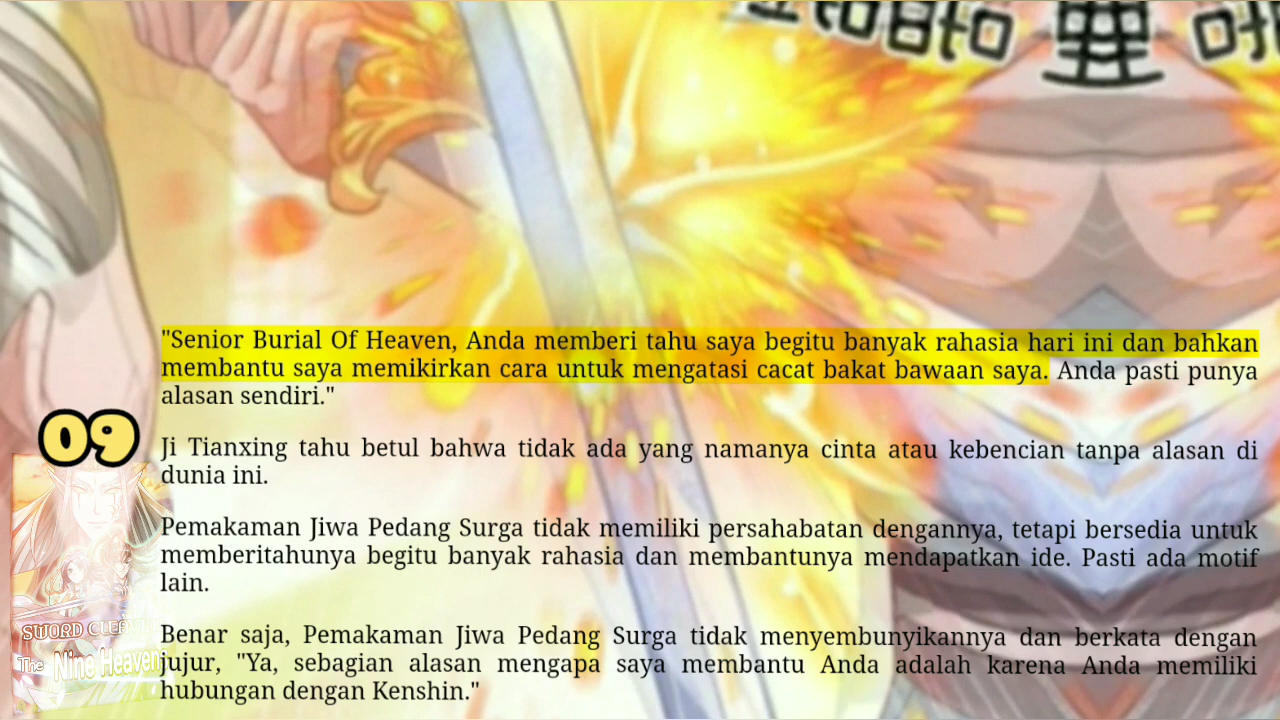 "Senior Burial Of Heaven, Anda memberi tahu saya begitu banyak rahasia hari ini dan bahkan
membantu saya memikirkan cara untuk mengatasi cacat bakat bawaan saya. Anda pasti punya
alasan sendiri."
Ji Tianxing tahu betul bahwa tidak ada yang namanya cinta atau kebencian tanpa alasan di
dunia ini.
Pemakaman Jiwa Pedang Surga tidak memiliki persahabatan dengannya, tetapi bersedia untuk
memberitahunya begitu banyak rahasia dan membantunya mendapatkan ide. Pasti ada motif
lain.
Benar saja, Pemakaman Jiwa Pedang Surga tidak menyembunyikannya dan berkata dengan
jujur, "Ya, sebagian alasan mengapa saya membantu Anda adalah karena Anda memiliki
hubungan dengan Kenshin."
09
SWORD
The Nine Heavens